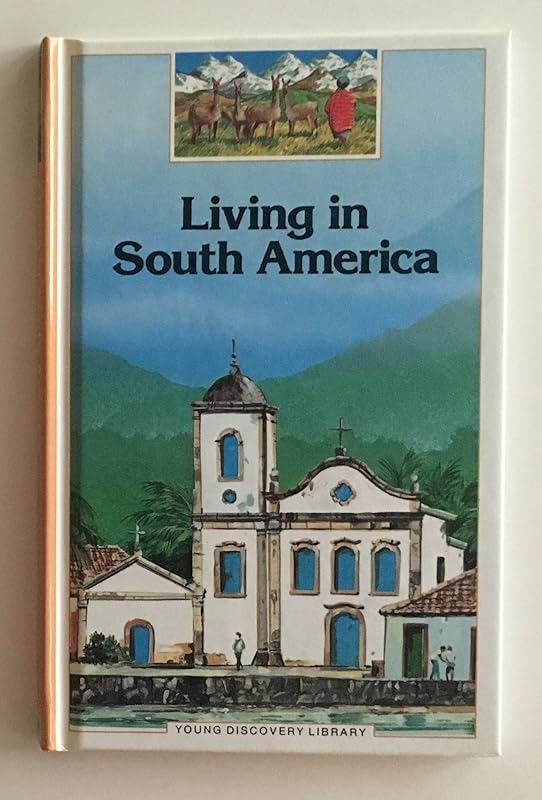 Living in
South America
YOUNG DISCOVERY LIBRARY